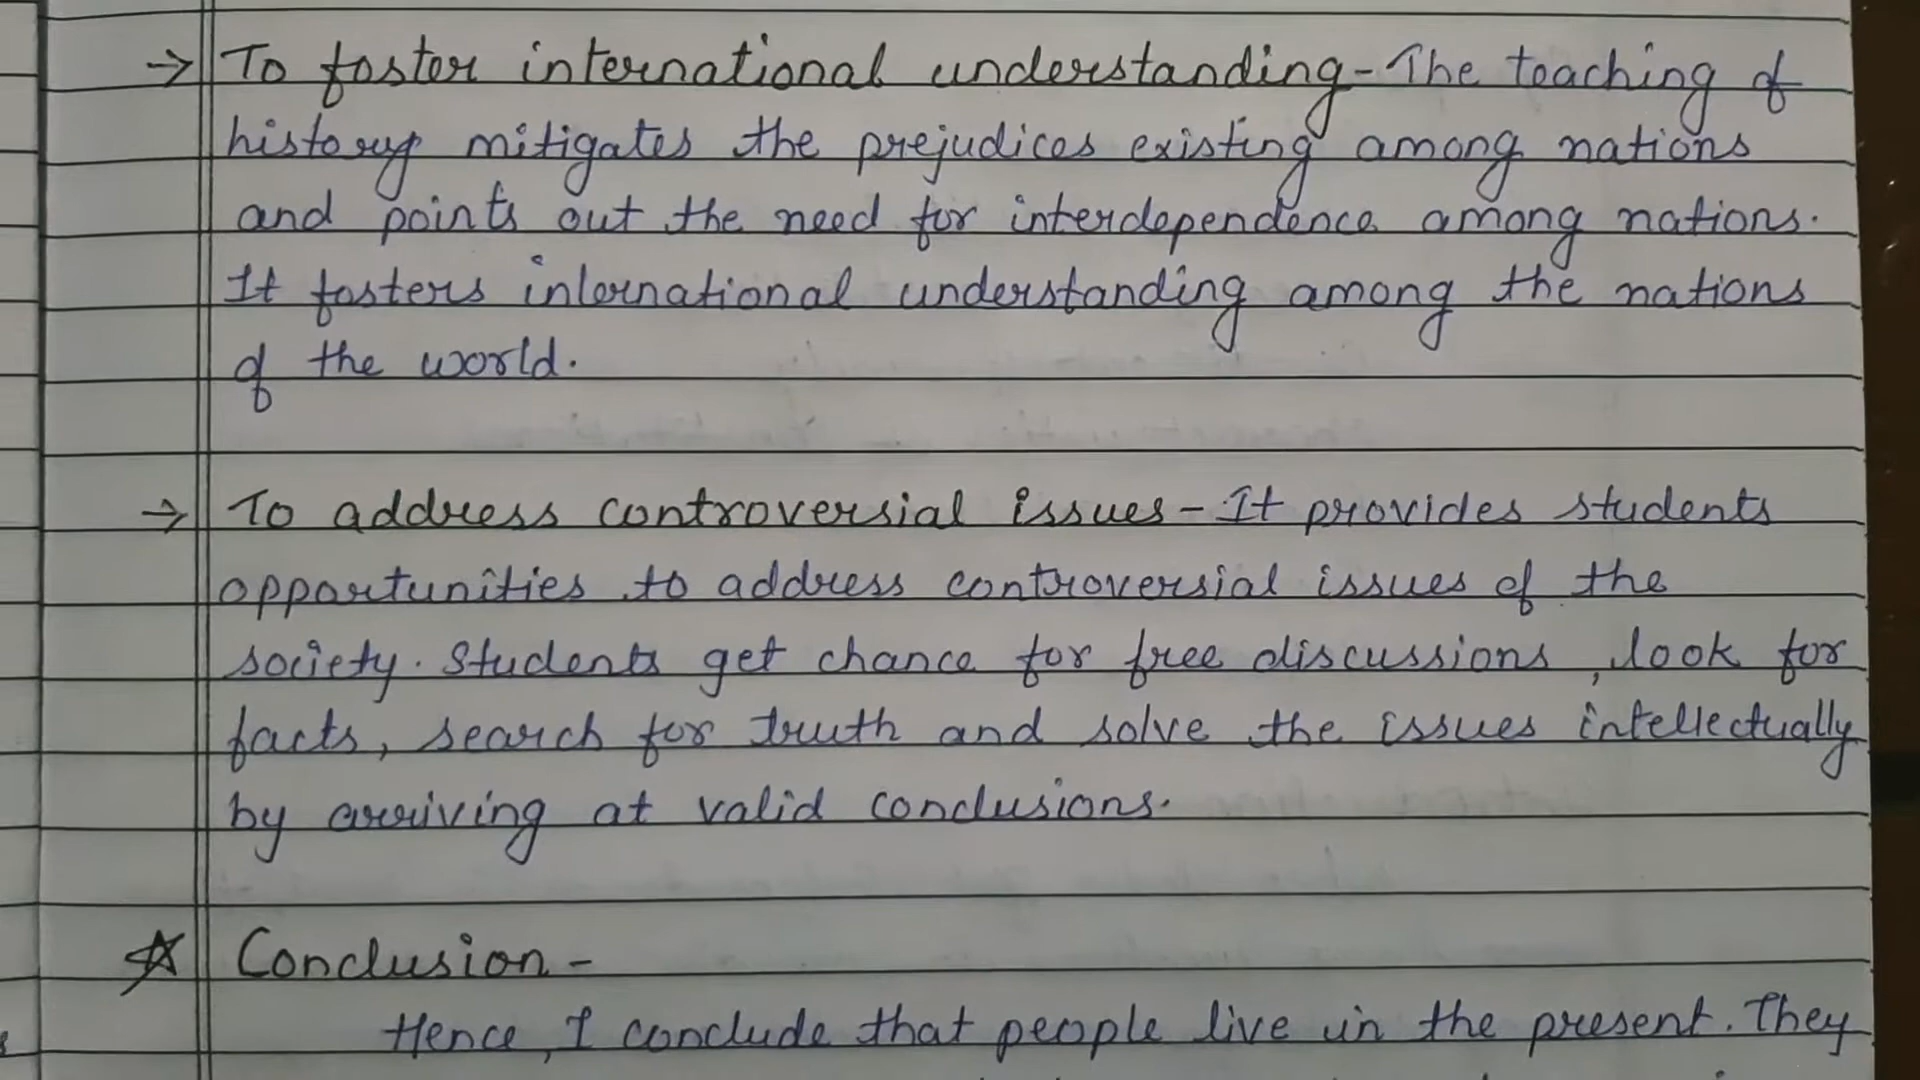 → To foster international understanding - The teaching of
history mitigates the prejudices existing among nations
and points out the need for interdependence among nations.
It fosters international understanding among the nations
of the world.
→ To address controversial issues - It provides students
opportunities to address controversial issues of the
society. Students get chance for free discussions, look for
facts, search for truth and solve the issues intellectually
by arriving at valid conclusions.
☆ Conclusion -
Hence, I conclude that people live in the present. They